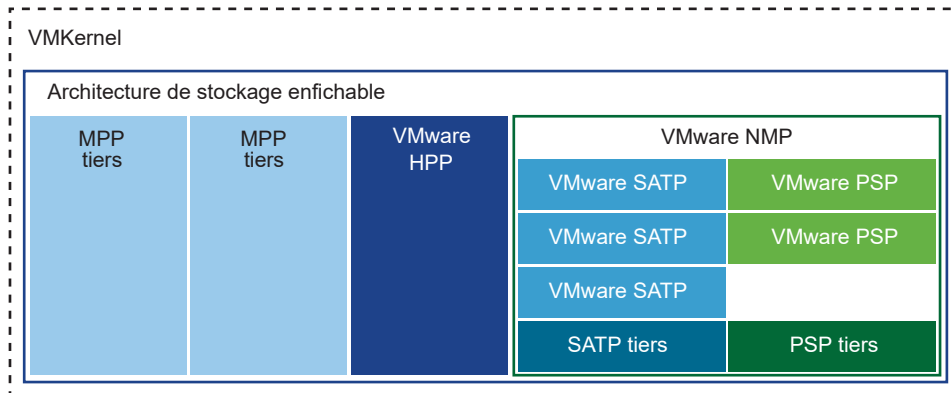 VMKernel
Architecture de stockage enfichable
MPP
tiers
MPP
tiers
VMware
HPP
VMware NMP
VMware SATP
VMware PSP
VMware SATP
VMware PSP
VMware SATP
SATP tiers
PSP tiers